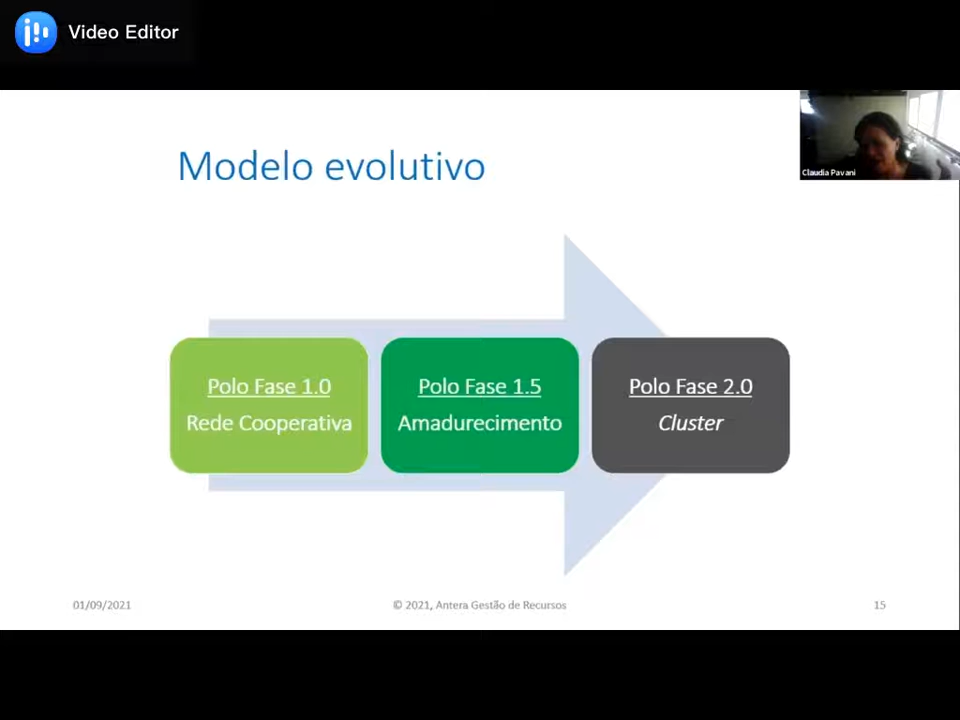 Video Editor
Claudia Pavani
Modelo evolutivo
Polo Fase 1.0
Rede Cooperativa
Polo Fase 1.5
Amadurecimento
Polo Fase 2.0
Cluster
01/09/2021
© 2021, Antera Gestão de Recursos
15